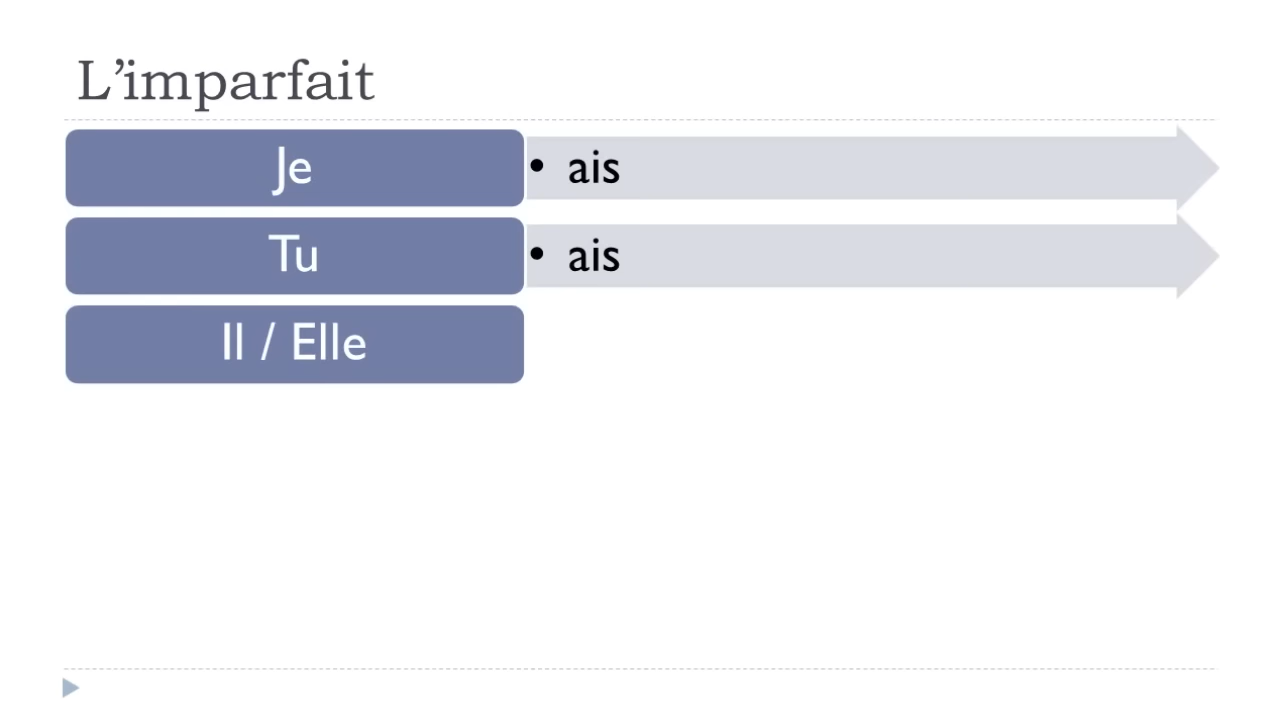 L’imparfait
Je
• ais
Tu
• ais
Il / Elle